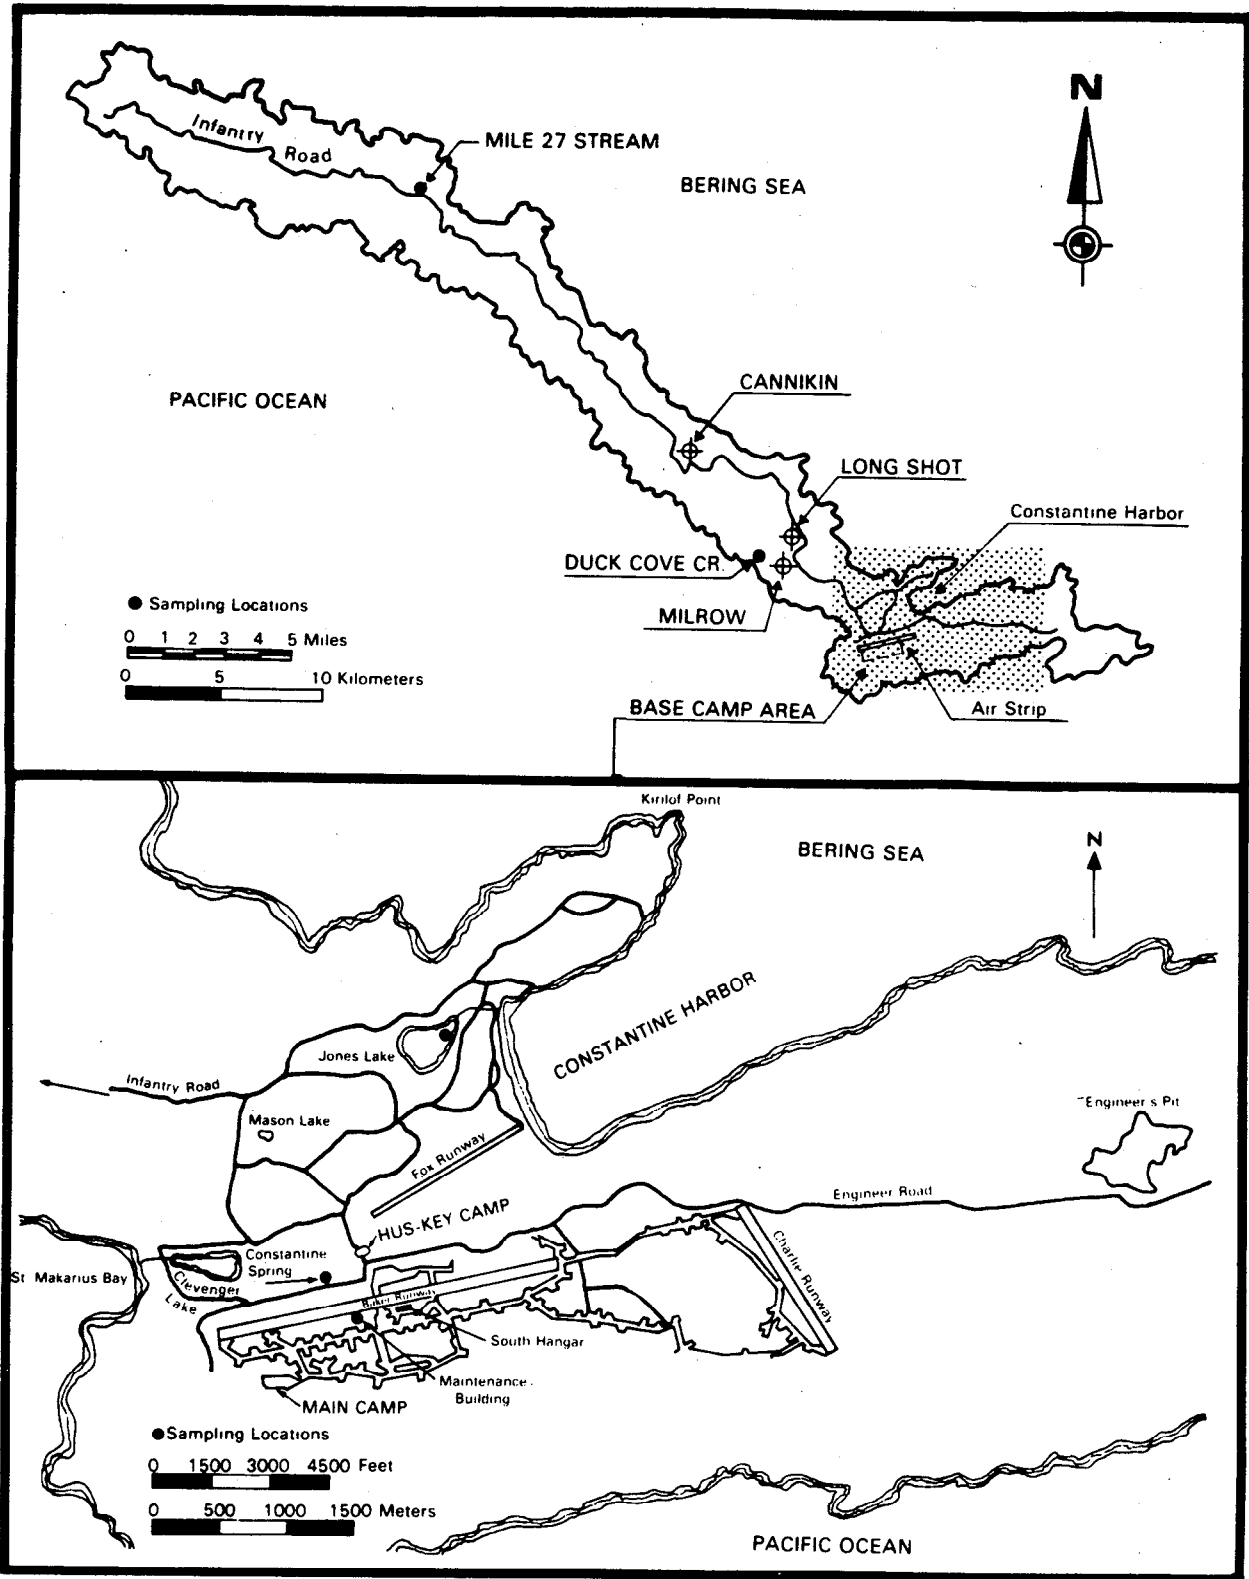 N
Infantry
Road
MILE 27 STREAM
BERING SEA
PACIFIC OCEAN
CANNIKIN
LONG SHOT
Constantine Harbor
DUCK COVE CR.
MILROW
Sampling Locations
0 1 2 3 4 5 Miles
0 5 10 Kilometers
BASE CAMP AREA
Air Strip
Kirilof Point
BERING SEA
N
CONSTANTINE HARBOR
Jones Lake
Infantry Road
Mason Lake
Engineer s Pit
Fox Runway
Engineer Road
HUS-KEY CAMP
Constantine
Spring
St Makarius Bay
Clevenger
Lake
Charlie Runway
Baker Runway
South Hangar
Maintenance
Building
MAIN CAMP
Sampling Locations
0 1500 3000 4500 Feet
0 500 1000 1500 Meters
PACIFIC OCEAN